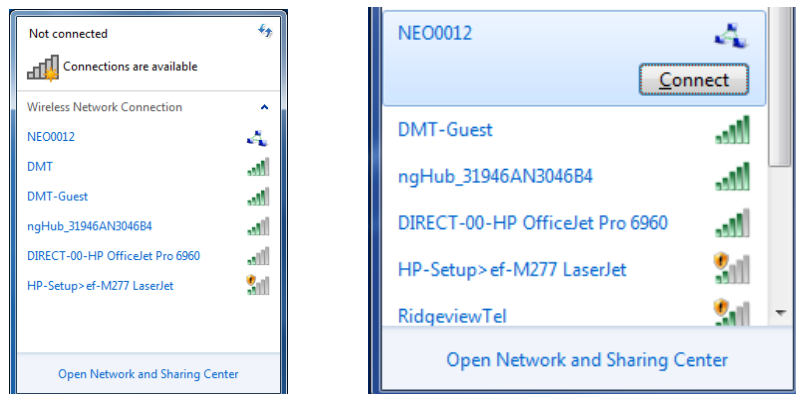 Not connected
Connections are available
Wireless Network Connection
NEO0012
DMT
DMT-Guest
ngHub_31946AN3046B4
DIRECT-00-HP OfficeJet Pro 6960
HP-Setup>ef-M277 LaserJet
Open Network and Sharing Center
NEO0012
Connect
DMT-Guest
ngHub_31946AN3046B4
DIRECT-00-HP OfficeJet Pro 6960
HP-Setup>ef-M277 LaserJet
RidgeviewTel
Open Network and Sharing Center